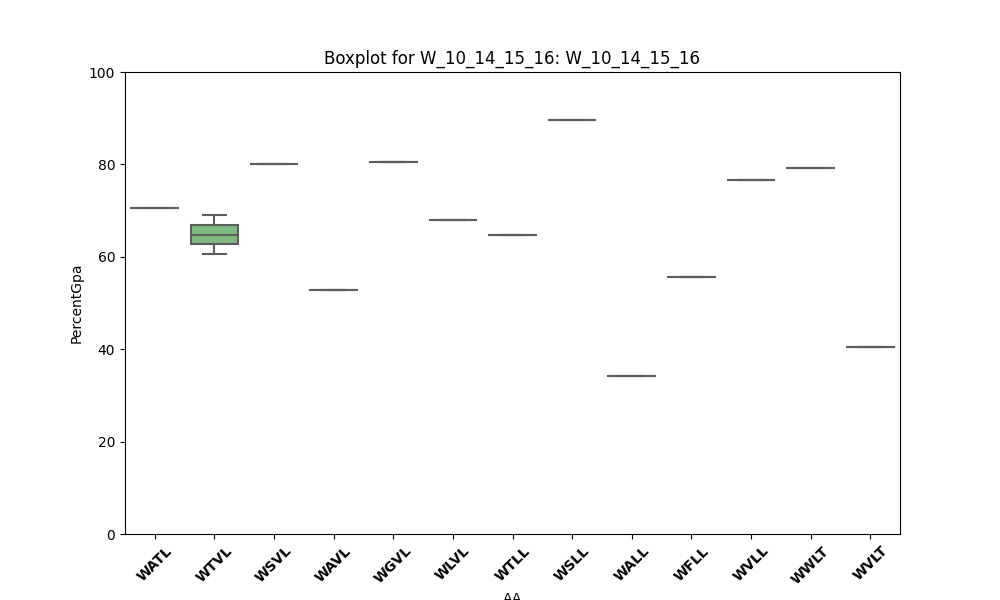 Boxplot for W_10_14_15_16: W_10_14_15_16
100
80
60
40
20
0
PercentGpa
WATL WTVL WSVL WAVL WGVL WLVL WTLL WSLL WALL WFLL WVLL WWLT WVLT
AA